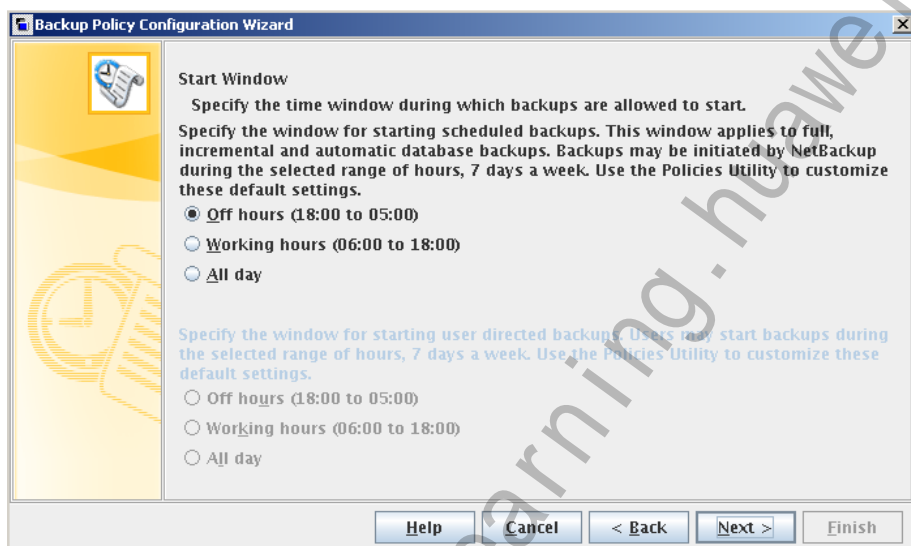 Backup Policy Configuration Wizard
Start Window
Specify the time window during which backups are allowed to start.
Specify the window for starting scheduled backups. This window applies to full,
incremental and automatic database backups. Backups may be initiated by NetBackup
during the selected range of hours, 7 days a week. Use the Policies Utility to customize
these default settings.
Off hours (18:00 to 05:00)
Working hours (06:00 to 18:00)
All day
Specify the window for starting user directed backups. Users may start backups during
the selected range of hours, 7 days a week. Use the Policies Utility to customize these
default settings.
Off hours (18:00 to 05:00)
Working hours (06:00 to 18:00)
All day
Help
Cancel
< Back
Next >
Finish
arning.huawe